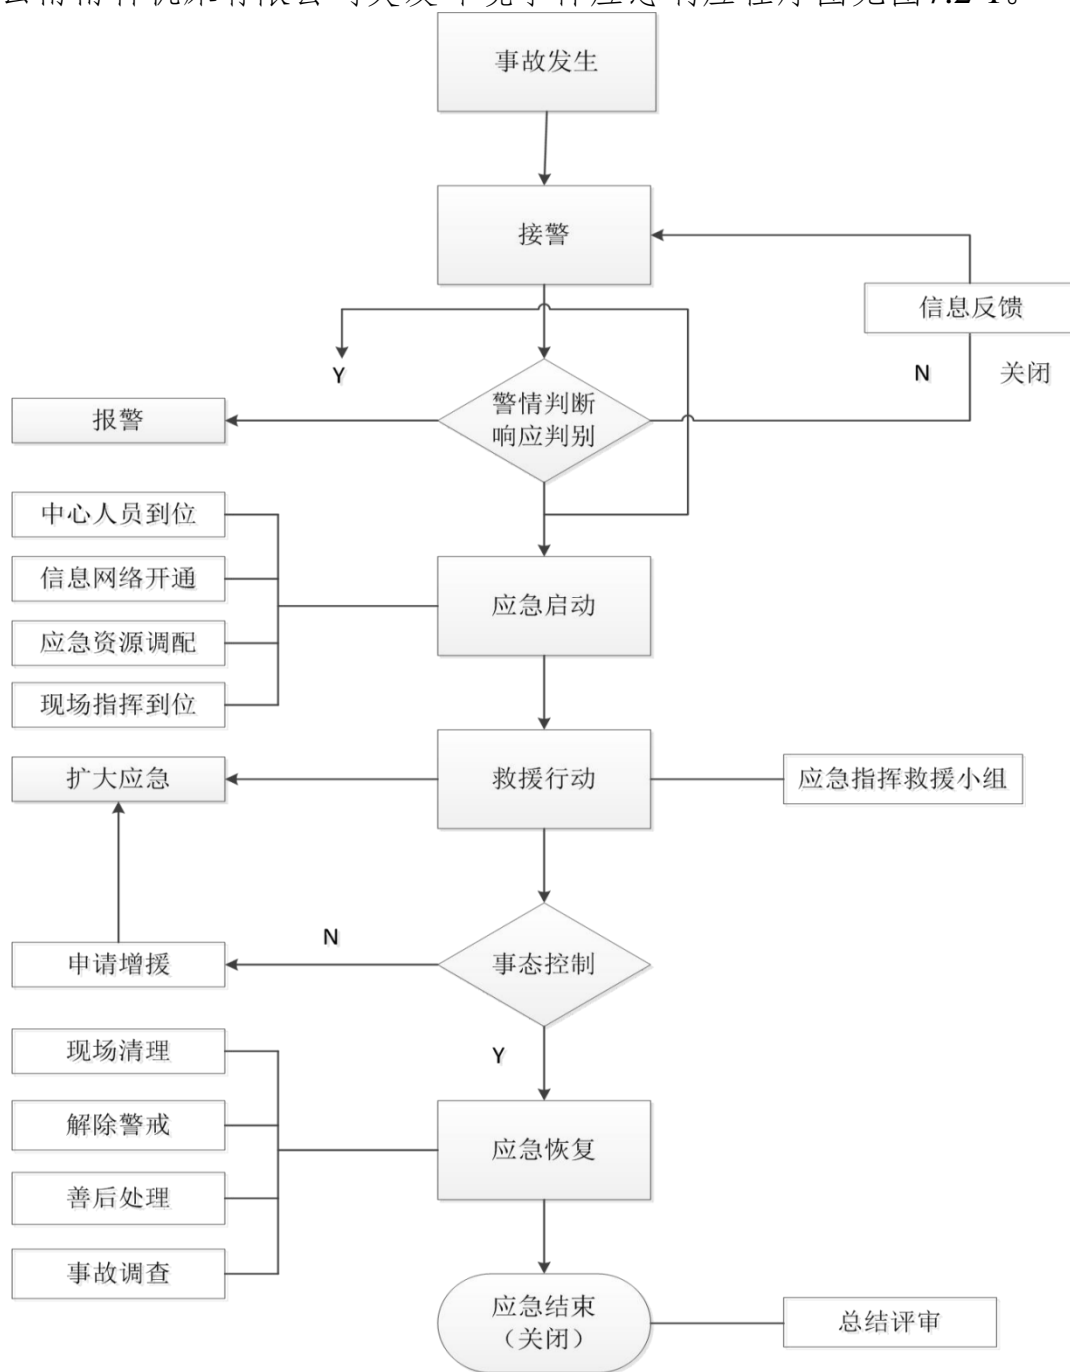 图7.2-1。
事故发生
接警
信息反馈
Y
N
关闭
警情判断
响应判别
报警
中心人员到位
信息网络开通
应急启动
应急资源调配
现场指挥到位
扩大应急
救援行动
应急指挥救援小组
N
申请增援
事态控制
现场清理
Y
解除警戒
应急恢复
善后处理
事故调查
应急结束
（关闭）
总结评审